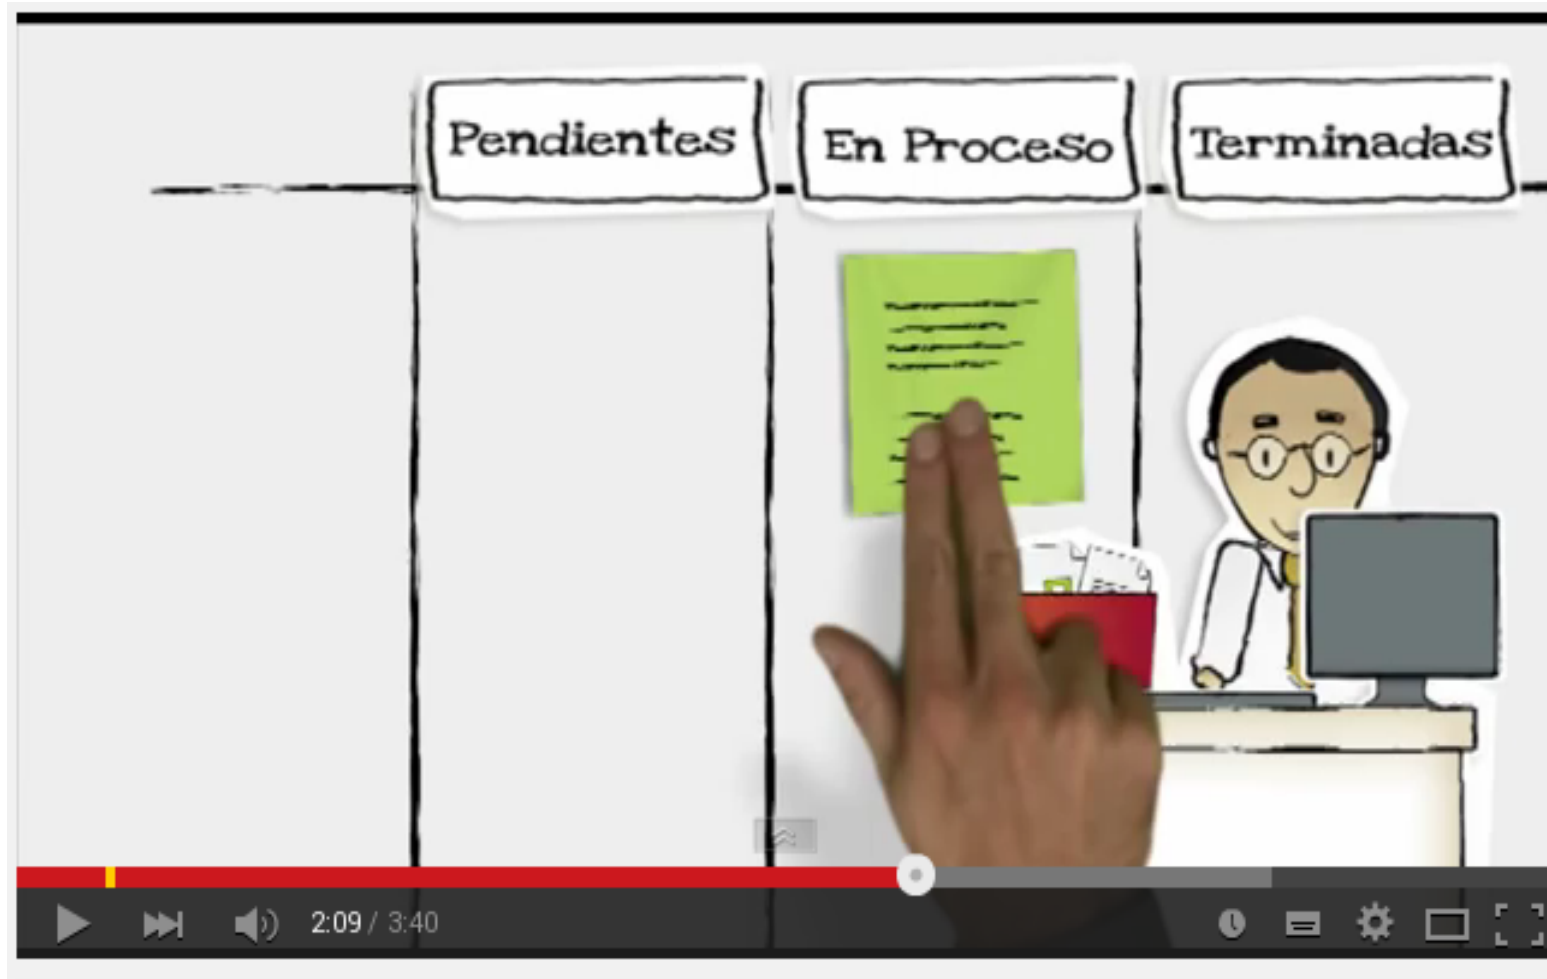 Pendientes
En Proceso
Terminadas
2:09 / 3:40